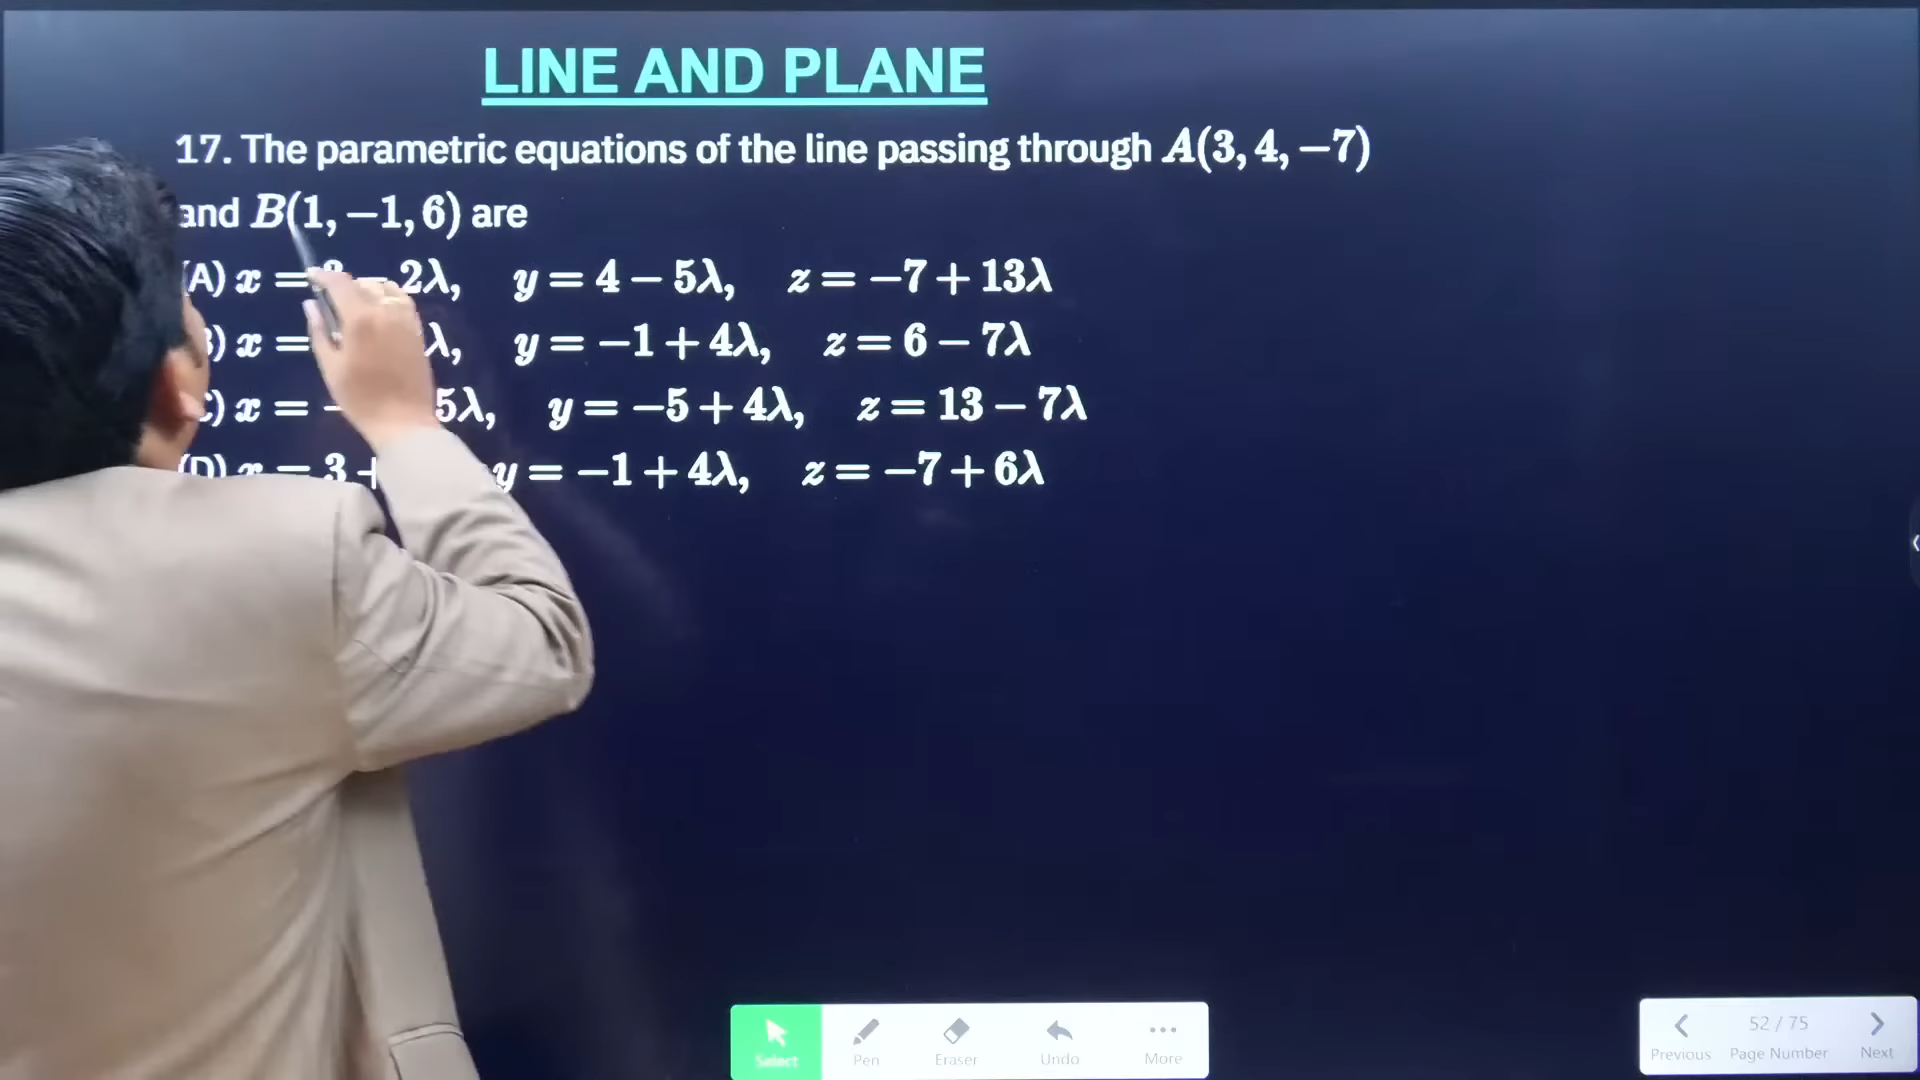 LINE AND PLANE
17. The parametric equations of the line passing through A(3, 4, −7)
and B(1, −1, 6) are
(A) x = 3 − 2λ, y = 4 − 5λ, z = −7 + 13λ
) x = λ, y = −1 + 4λ, z = 6 − 7λ
) x = − 5λ, y = −5 + 4λ, z = 13 − 7λ
(D) x = 3 + y = −1 + 4λ, z = −7 + 6λ
Select Pen Eraser Undo More
52 / 75
Previous Page Number Next